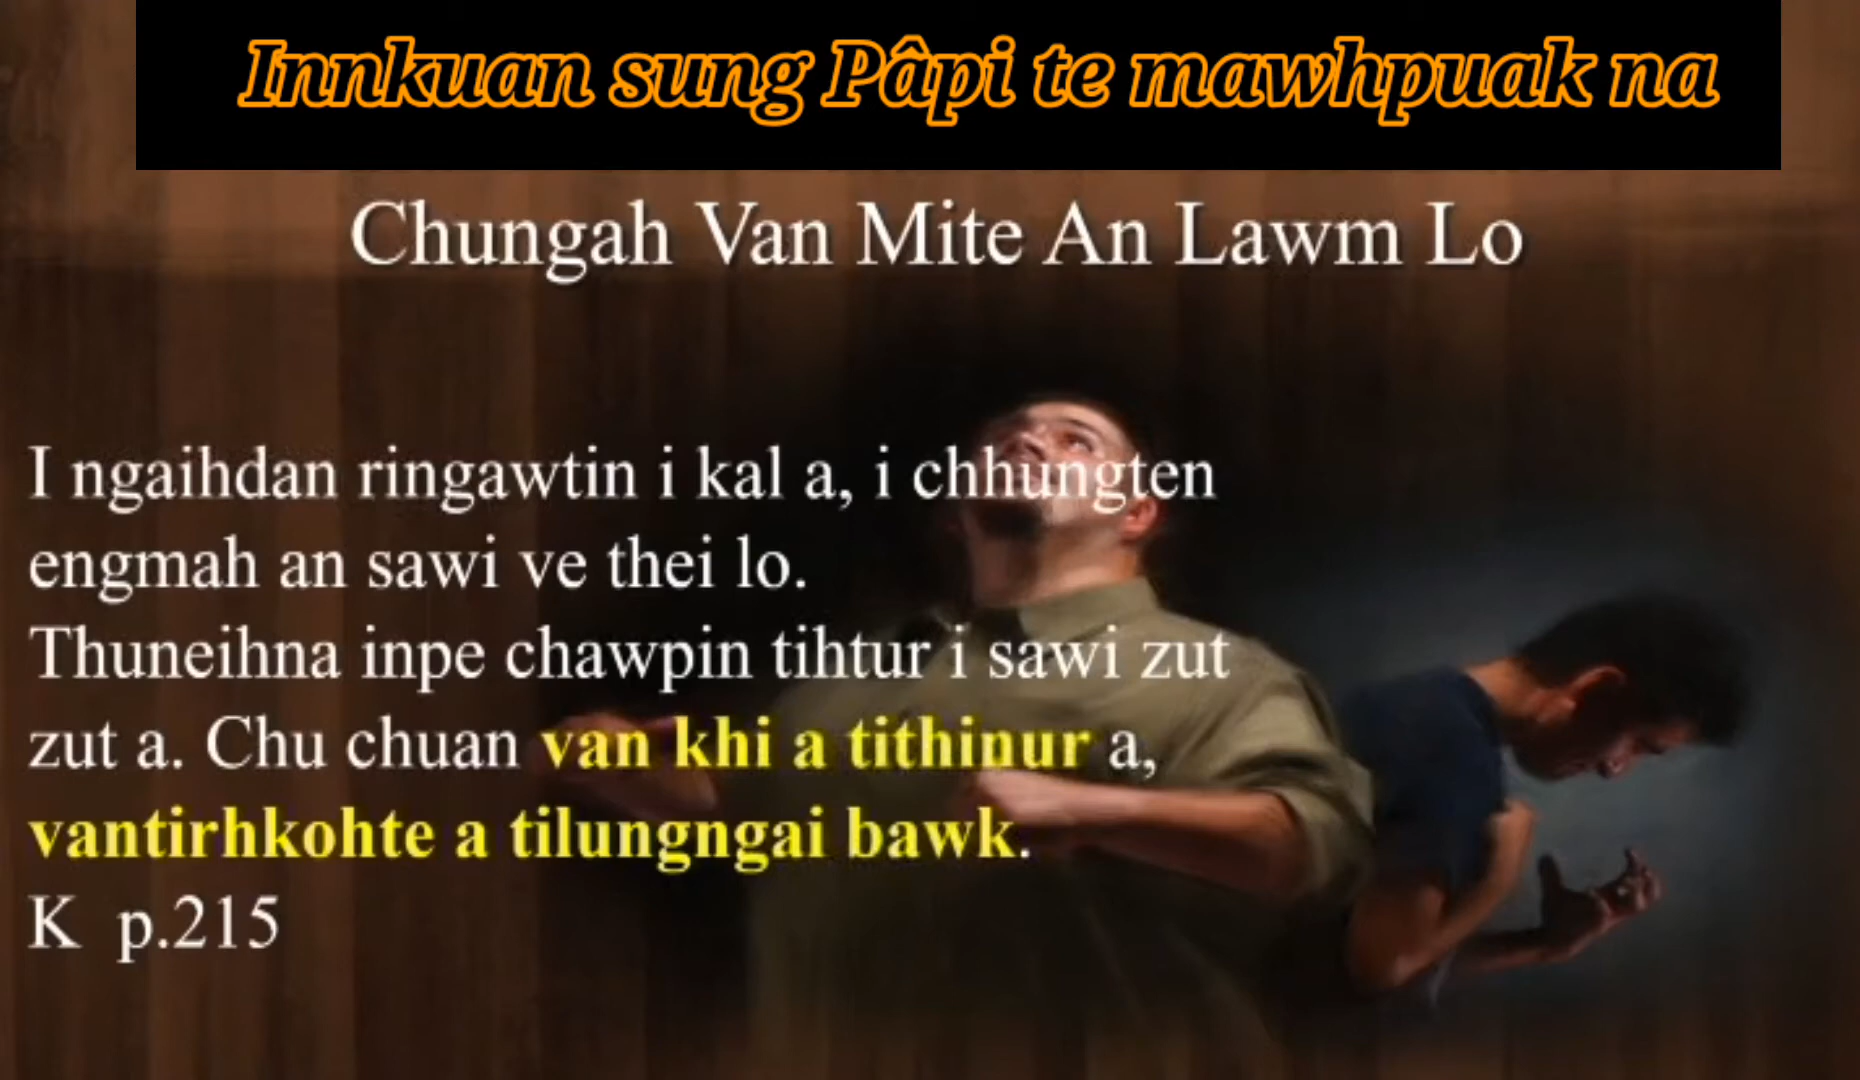 Innkuan sung Pâpi te mawhpuak na
Chungah Van Mite An Lawm Lo
I ngaihdan ringawtin i kal a, i chhungten
engmah an sawi ve thei lo.
Thuneihna inpe chawpin tihtur i sawi zut
zut a. Chu chuan van khi a tithinur a,
vantirhkohte a tilungngai bawk.
K p.215